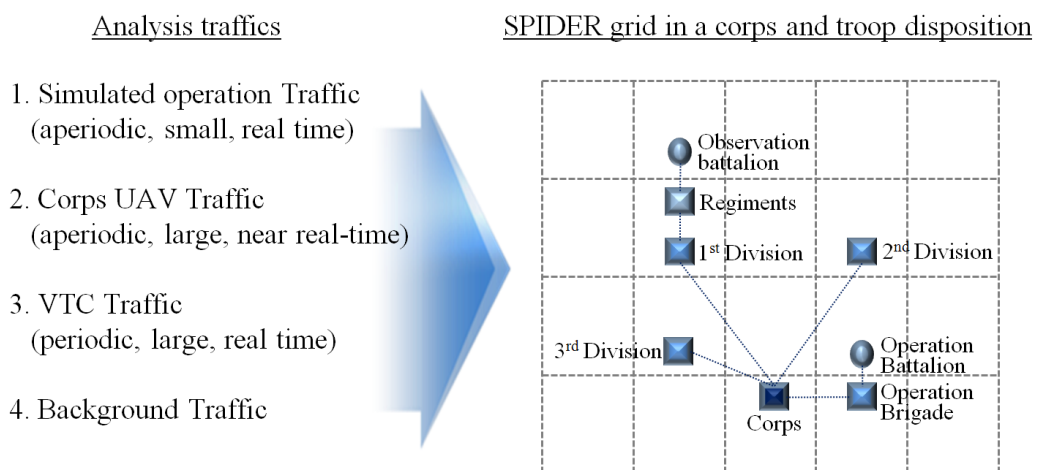 Analysis traffics
1. Simulated operation Traffic
(aperiodic, small, real time)
2. Corps UAV Traffic
(aperiodic, large, near real-time)
3. VTC Traffic
(periodic, large, real time)
4. Background Traffic
SPIDER grid in a corps and troop disposition
Observation
battalion
Regiments
1st Division
2nd Division
3rd Division
Operation
Battalion
Operation
Brigade
Corps